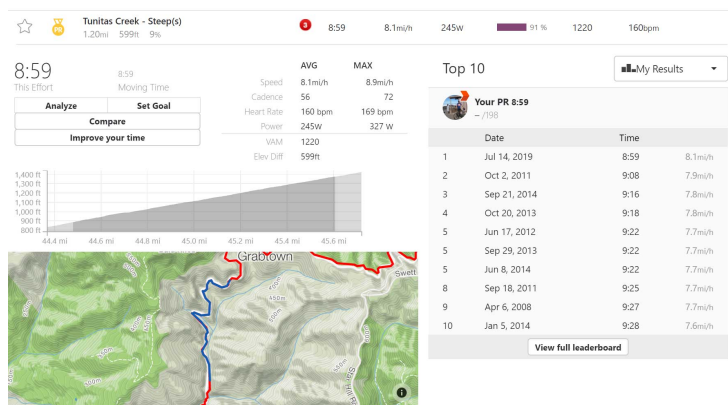 Tunitas Creek - Steep(s)
PR
1.20mi 599ft 9%
3 8:59 8.1mi/h 245W 91 % 1220 160bpm
8:59
This Effort
8:59
Moving Time
Analyze Set Goal
Compare
Improve your time
AVG MAX
Speed 8.1mi/h 8.9mi/h
Cadence 56 72
Heart Rate 160 bpm 169 bpm
Power 245W 327 W
VAM 1220
Elev Diff 599ft
1,400 ft
1,300 ft
1,200 ft
1,100 ft
1,000 ft
900 ft
800 ft
44.4 mi 44.6 mi 44.8 mi 45.0 mi 45.2 mi 45.4 mi 45.6 mi
Grabtown
Swett
450m
500m
Top 10
My Results
Your PR 8:59
– /198
Date Time
1 Jul 14, 2019 8:59 8.1mi/h
2 Oct 2, 2011 9:08 7.9mi/h
3 Sep 21, 2014 9:16 7.8mi/h
4 Oct 20, 2013 9:18 7.8mi/h
5 Jun 17, 2012 9:22 7.7mi/h
5 Sep 29, 2013 9:22 7.7mi/h
5 Jun 8, 2014 9:22 7.7mi/h
8 Sep 18, 2011 9:25 7.7mi/h
9 Apr 6, 2008 9:27 7.7mi/h
10 Jan 5, 2014 9:28 7.6mi/h
View full leaderboard